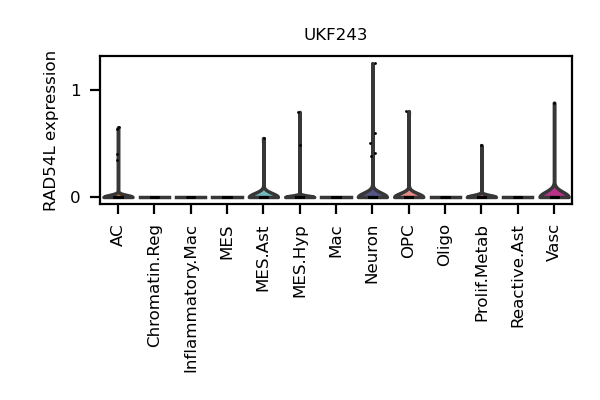 UKF243
RAD54L expression
1
0
AC
Chromatin.Reg
Inflammatory.Mac
MES
MES.Ast
MES.Hyp
Mac
Neuron
OPC
Oligo
Prolif.Metab
Reactive.Ast
Vasc